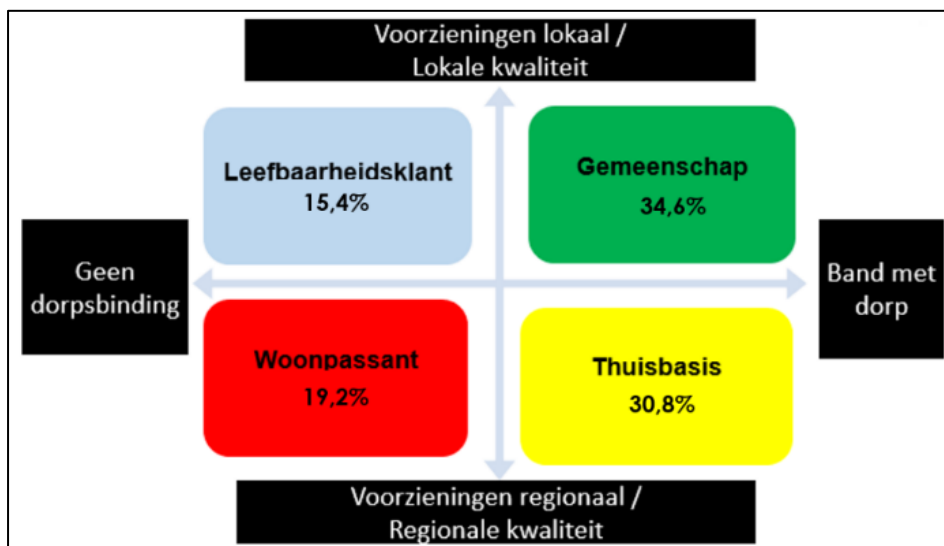 Voorzieningen lokaal /
Lokale kwaliteit
Leefbaarheidsklant
15,4%
Gemeenschap
34,6%
Geen
dorpsbinding
Band met
dorp
Woonpassant
19,2%
Thuisbasis
30,8%
Voorzieningen regionaal /
Regionale kwaliteit